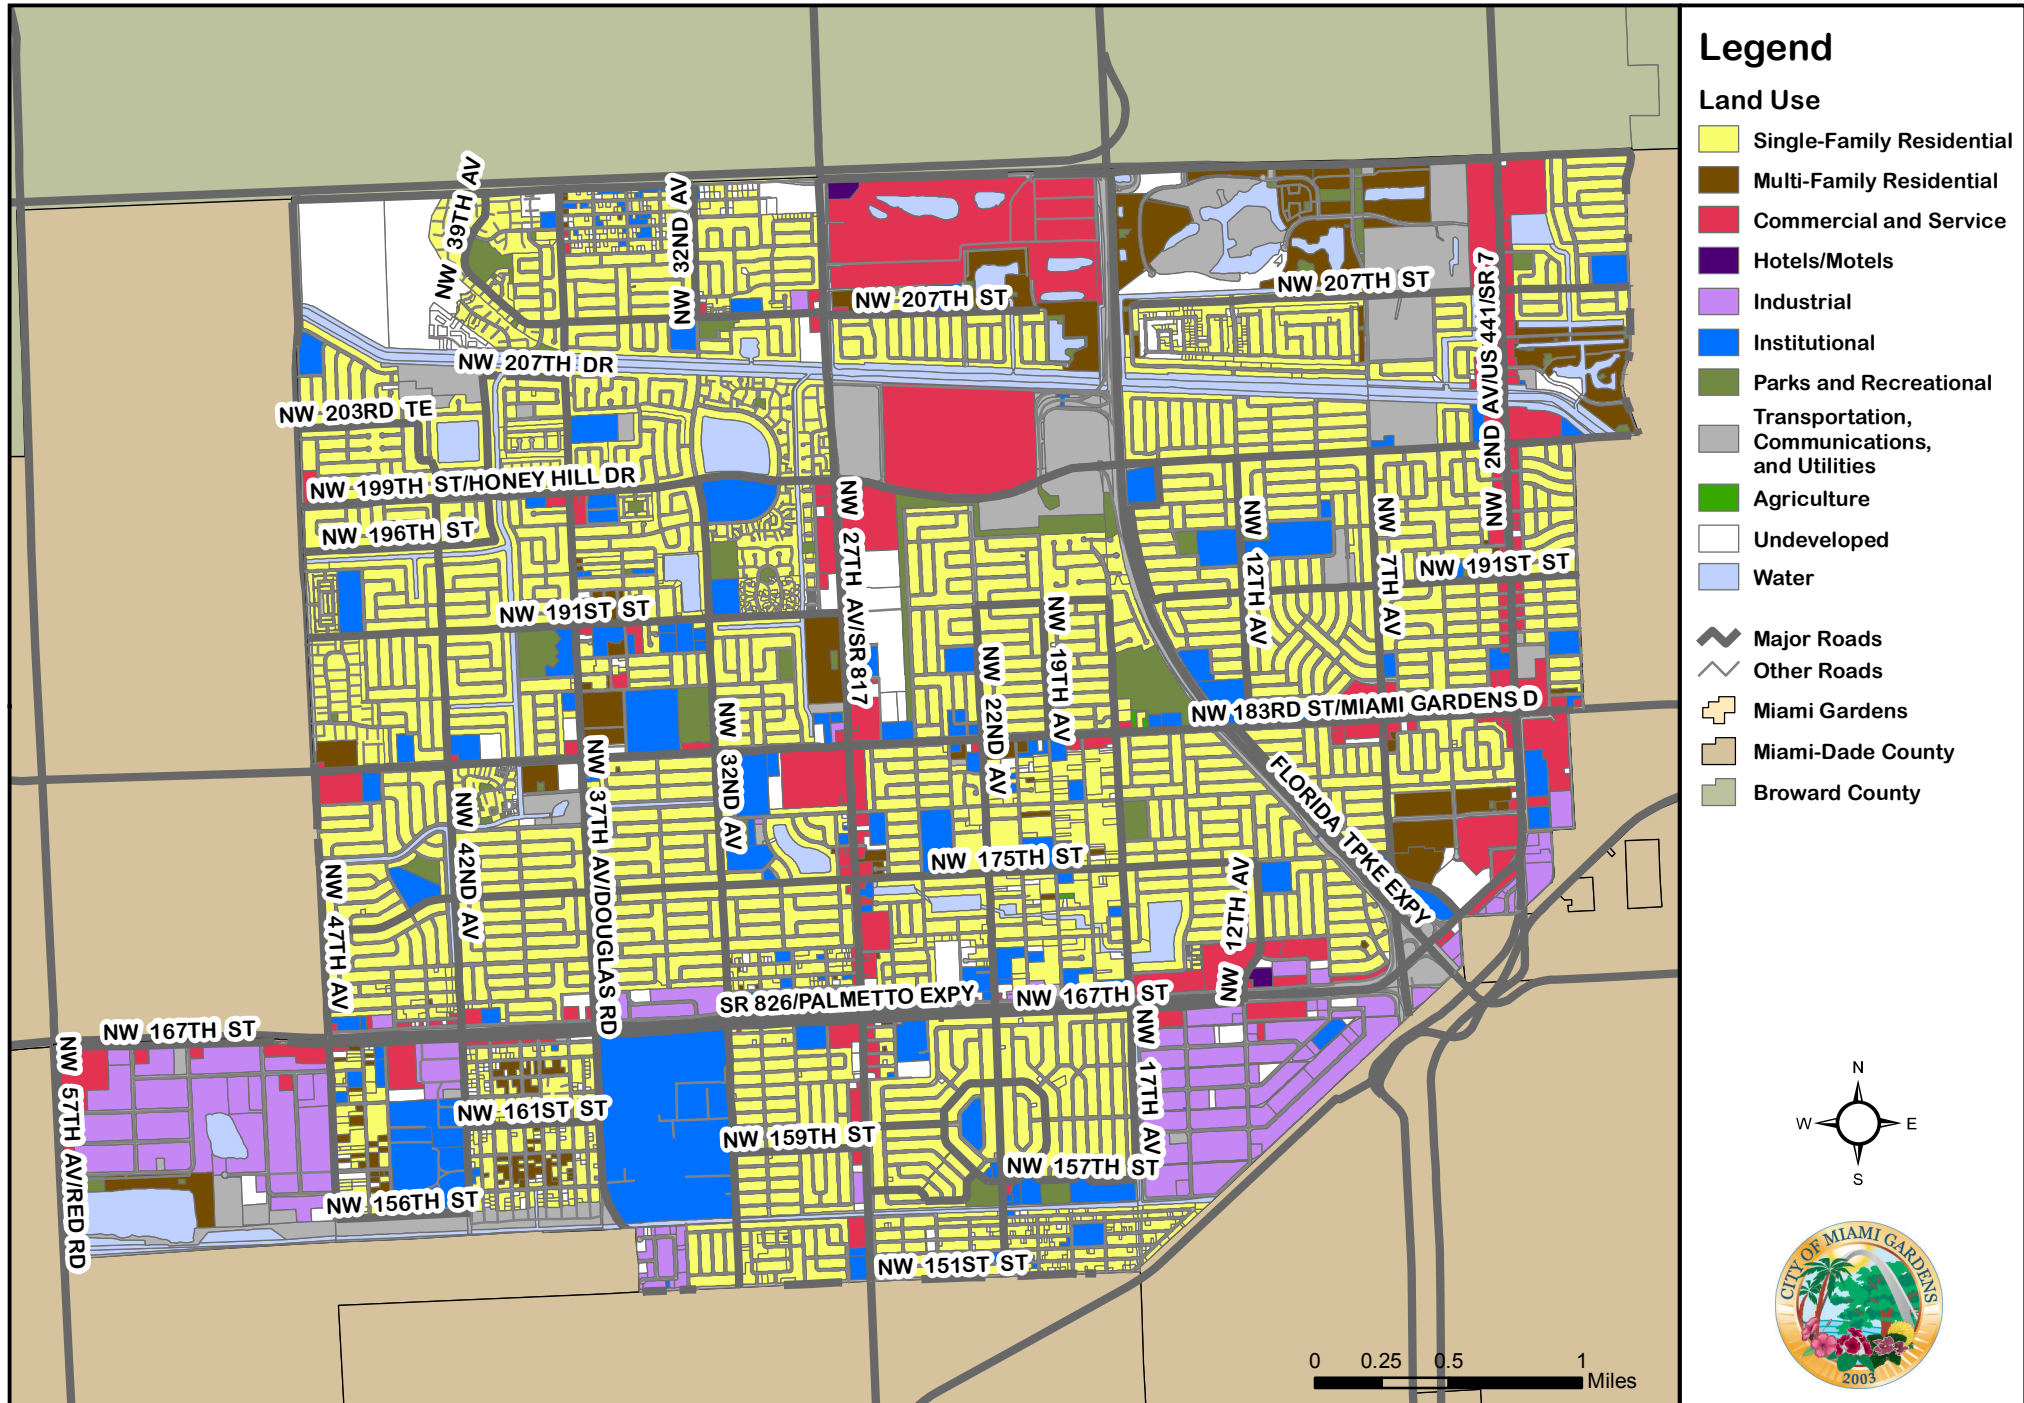 NW 39TH AV
NW 32ND AV
NW 207TH ST
NW 207TH ST
NW 2ND AV/US 441/SR 7
NW 207TH DR
NW 203RD TE
NW 199TH ST/HONEY HILL DR
NW 196TH ST
NW 27TH AV/SR 817
NW 12TH AV
NW 7TH AV
NW 191ST ST
NW 191ST ST
NW 19TH AV
NW 22ND AV
NW 183RD ST/MIAMI GARDENS D
NW 32ND AV
NW 37TH AV/DOUGLAS RD
NW 42ND AV
NW 47TH AV
FLORIDA TPKE EXPY
NW 175TH ST
NW 12TH AV
SR 826/PALMETTO EXPY
NW 167TH ST
NW 167TH ST
NW 57TH AV/RED RD
NW 17TH AV
NW 161ST ST
NW 159TH ST
NW 157TH ST
NW 156TH ST
NW 151ST ST
0 0.25 0.5 1
Miles
Legend
Land Use
Single-Family Residential
Multi-Family Residential
Commercial and Service
Hotels/Motels
Industrial
Institutional
Parks and Recreational
Transportation,
Communications,
and Utilities
Agriculture
Undeveloped
Water
Major Roads
Other Roads
Miami Gardens
Miami-Dade County
Broward County
N
W E
S
CITY OF MIAMI GARDENS
2003